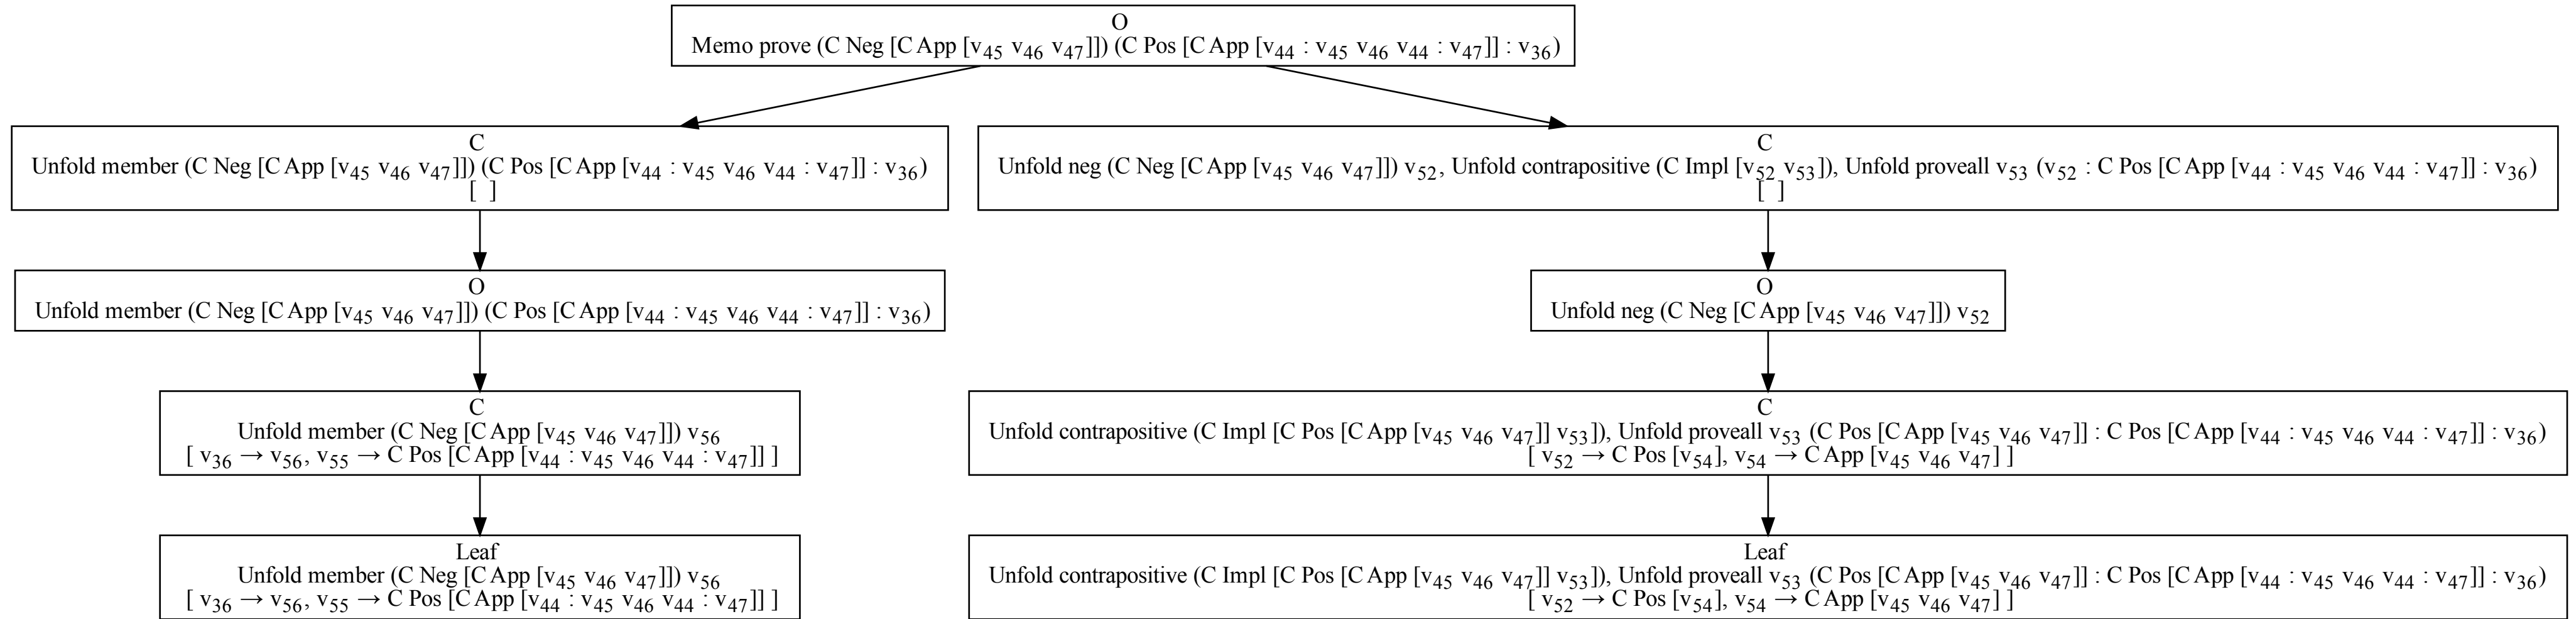 O
Memo prove (C Neg [C App [v₄₅ v₄₆ v₄₇]]) (C Pos [C App [v₄₄ : v₄₅ v₄₆ v₄₄ : v₄₇]] : v₃₆)
C
Unfold member (C Neg [C App [v₄₅ v₄₆ v₄₇]]) (C Pos [C App [v₄₄ : v₄₅ v₄₆ v₄₄ : v₄₇]] : v₃₆)
[ ]
C
Unfold neg (C Neg [C App [v₄₅ v₄₆ v₄₇]]) v₅₂, Unfold contrapositive (C Impl [v₅₂ v₅₃]), Unfold proveall v₅₃ (v₅₂ : C Pos [C App [v₄₄ : v₄₅ v₄₆ v₄₄ : v₄₇]] : v₃₆)
[ ]
O
Unfold member (C Neg [C App [v₄₅ v₄₆ v₄₇]]) (C Pos [C App [v₄₄ : v₄₅ v₄₆ v₄₄ : v₄₇]] : v₃₆)
O
Unfold neg (C Neg [C App [v₄₅ v₄₆ v₄₇]]) v₅₂
C
Unfold member (C Neg [C App [v₄₅ v₄₆ v₄₇]]) v₅₆
[ v₃₆ → v₅₆, v₅₅ → C Pos [C App [v₄₄ : v₄₅ v₄₆ v₄₄ : v₄₇]] ]
C
Unfold contrapositive (C Impl [C Pos [C App [v₄₅ v₄₆ v₄₇]] v₅₃]), Unfold proveall v₅₃ (C Pos [C App [v₄₅ v₄₆ v₄₇]] : C Pos [C App [v₄₄ : v₄₅ v₄₆ v₄₄ : v₄₇]] : v₃₆)
[ v₅₂ → C Pos [v₅₄], v₅₄ → C App [v₄₅ v₄₆ v₄₇] ]
Leaf
Unfold member (C Neg [C App [v₄₅ v₄₆ v₄₇]]) v₅₆
[ v₃₆ → v₅₆, v₅₅ → C Pos [C App [v₄₄ : v₄₅ v₄₆ v₄₄ : v₄₇]] ]
Leaf
Unfold contrapositive (C Impl [C Pos [C App [v₄₅ v₄₆ v₄₇]] v₅₃]), Unfold proveall v₅₃ (C Pos [C App [v₄₅ v₄₆ v₄₇]] : C Pos [C App [v₄₄ : v₄₅ v₄₆ v₄₄ : v₄₇]] : v₃₆)
[ v₅₂ → C Pos [v₅₄], v₅₄ → C App [v₄₅ v₄₆ v₄₇] ]